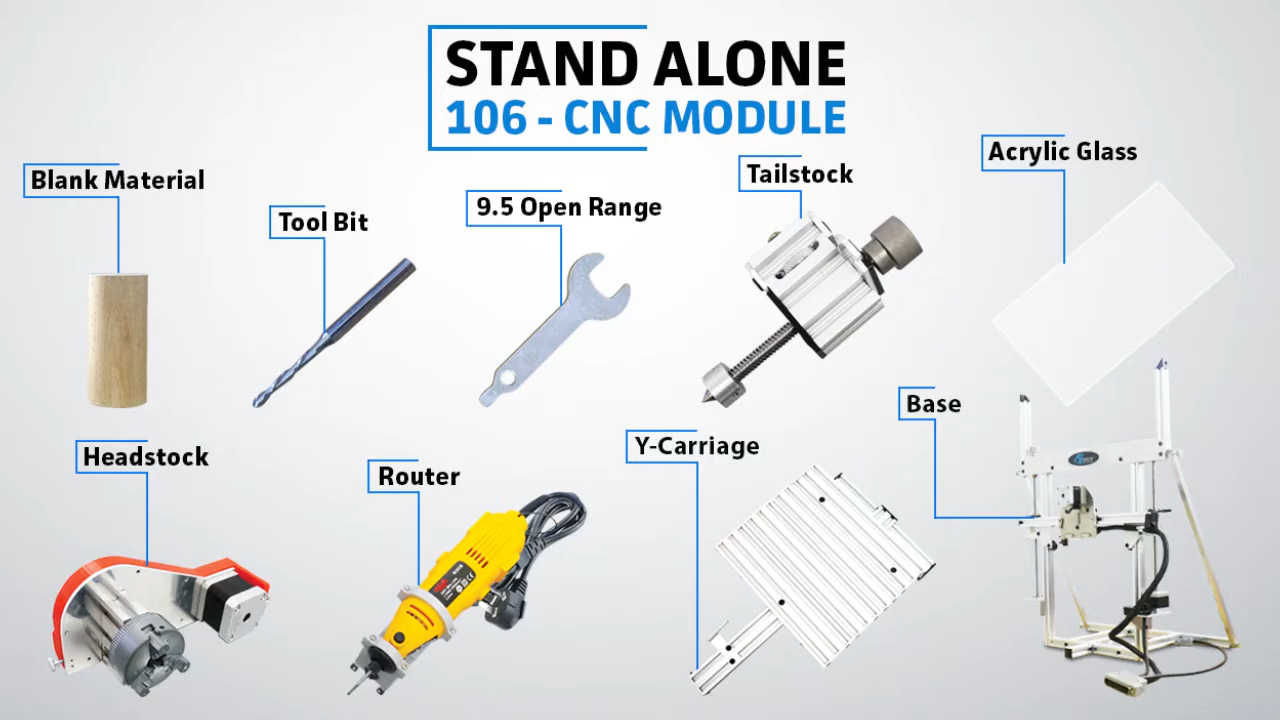 STAND ALONE
106 - CNC MODULE
Blank Material
Tool Bit
9.5 Open Range
Tailstock
Acrylic Glass
Headstock
Router
Y-Carriage
Base